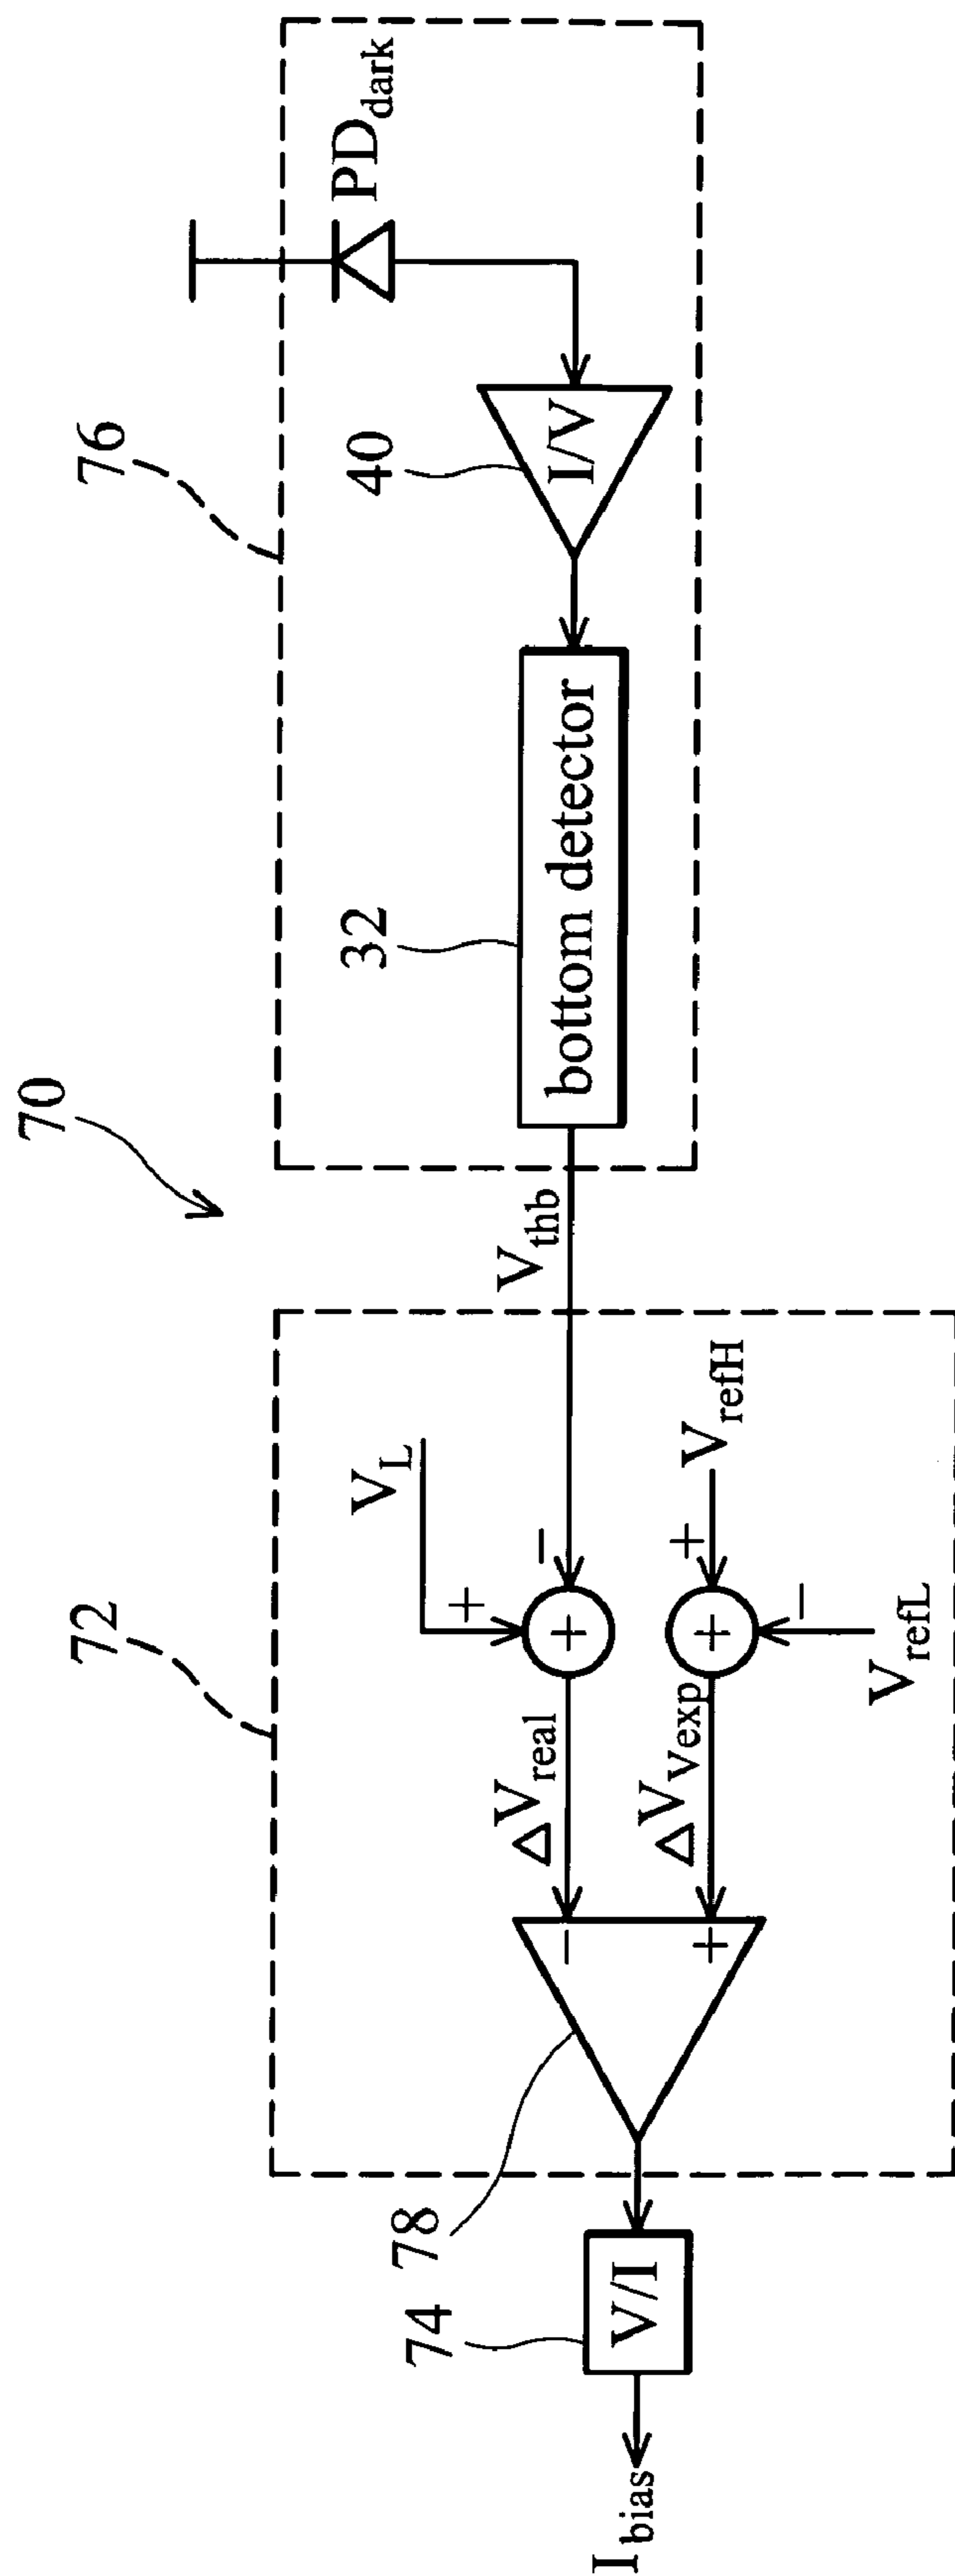 70
72
76
74
78
32
40
I_bias
V/I
ΔV_real
ΔV_Vexp
−
+
V_L
+
−
+
V_thb
+
+
−
V_refH
V_refL
bottom detector
I/V
PD_dark